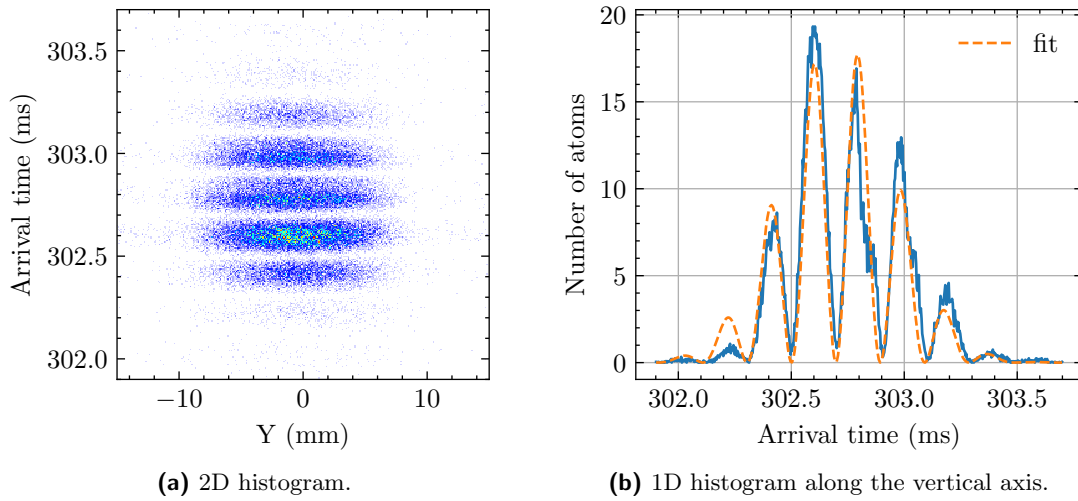 303.5
303.0
302.5
302.0
Arrival time (ms)
−10
0
10
Y (mm)
(a) 2D histogram.
20
15
10
5
0
Number of atoms
fit
302.0
302.5
303.0
303.5
Arrival time (ms)
(b) 1D histogram along the vertical axis.